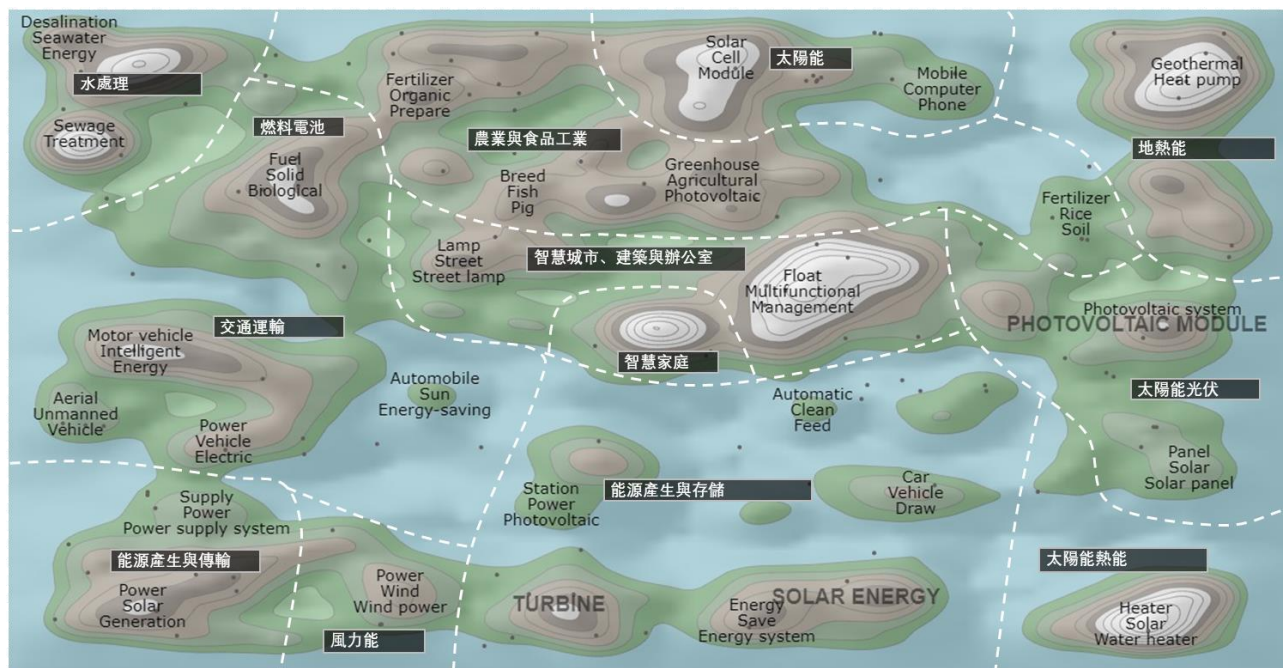 Desalination
Seawater
Energy
水處理
Sewage
Treatment
燃料電池
Fuel
Solid
Biological
Fertilizer
Organic
Prepare
農業與食品工業
Breed
Fish
Pig
Greenhouse
Agricultural
Photovoltaic
Solar
Cell
Module
太陽能
Mobile
Computer
Phone
Geothermal
Heat pump
地熱能
Fertilizer
Rice
Soil
Lamp
Street
Street lamp
智慧城市、建築與辦公室
Float
Multifunctional
Management
智慧家庭
Photovoltaic system
PHOTOVOLTAIC MODULE
太陽能光伏
Panel
Solar
Solar panel
交通運輸
Motor vehicle
Intelligent
Energy
Aerial
Unmanned
Vehicle
Power
Vehicle
Electric
Automobile
Sun
Energy-saving
Automatic
Clean
Feed
Station
Power
Photovoltaic
能源產生與存儲
Car
Vehicle
Draw
Supply
Power
Power supply system
能源產生與傳輸
Power
Solar
Generation
Power
Wind
Wind power
風力能
TURBINE
Energy
Save
Energy system
SOLAR ENERGY
太陽能熱能
Heater
Solar
Water heater